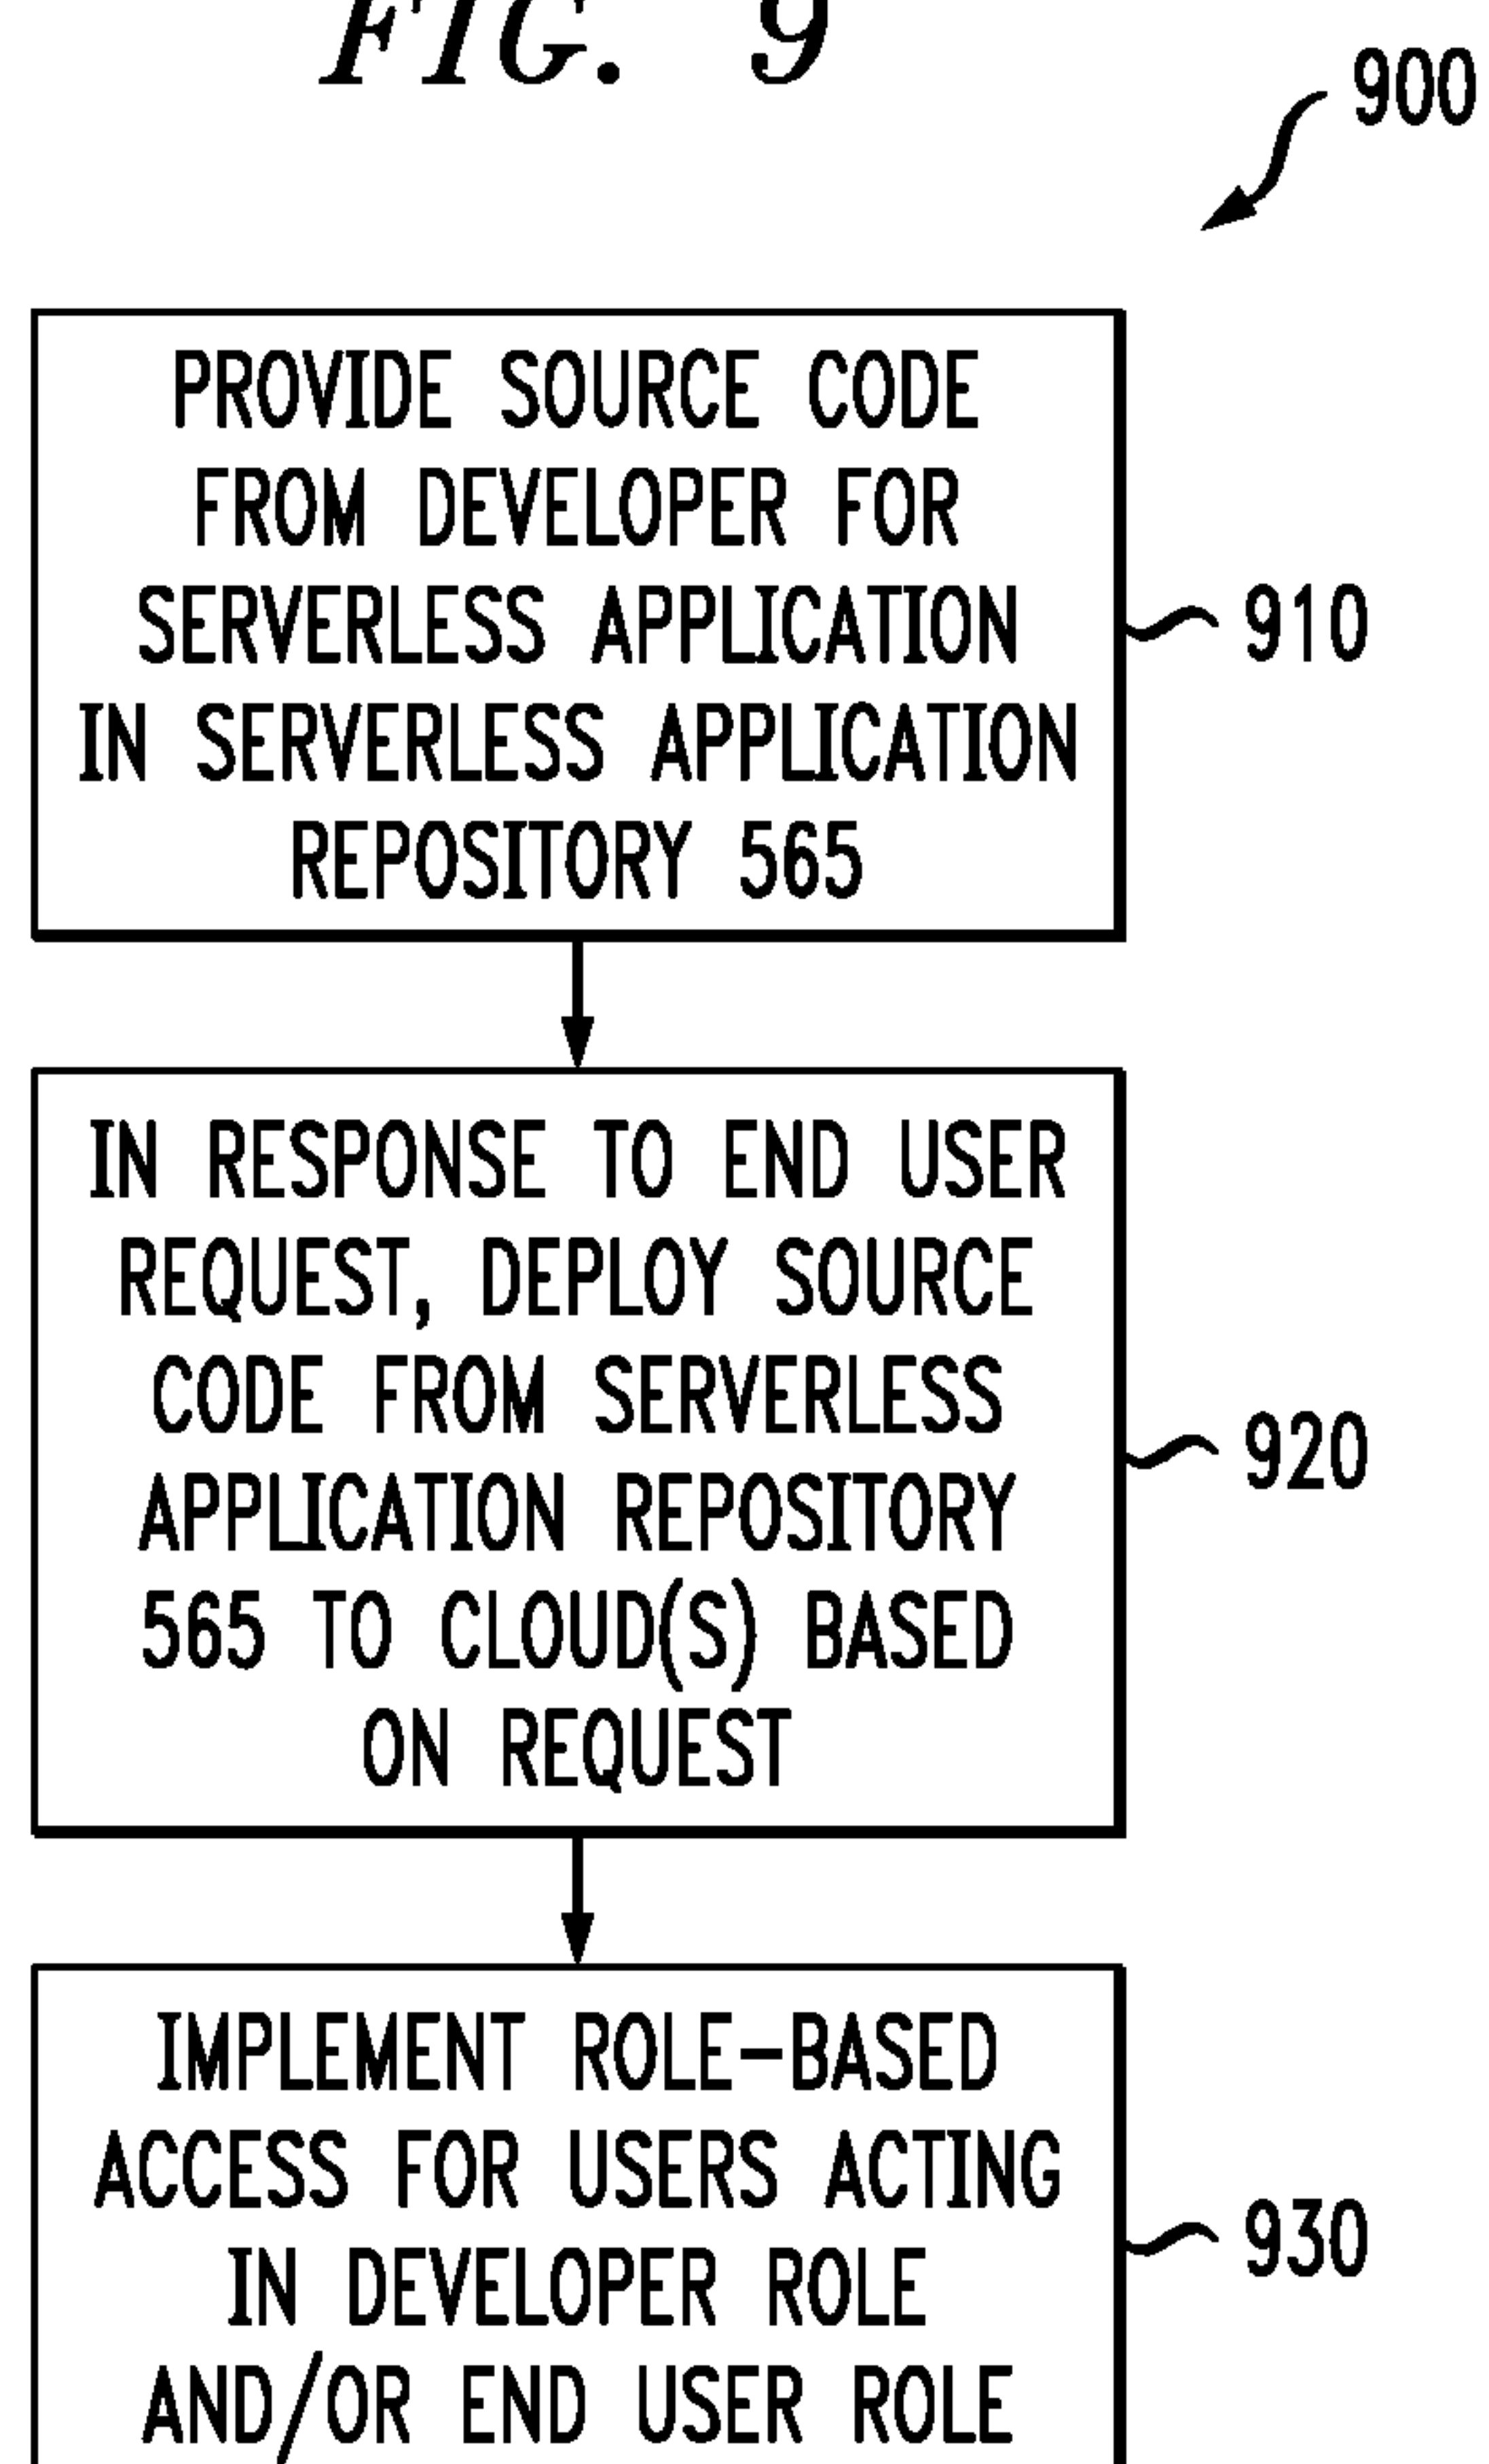 FIG. 9
900
PROVIDE SOURCE CODE
FROM DEVELOPER FOR
SERVERLESS APPLICATION
IN SERVERLESS APPLICATION
REPOSITORY 565
910
IN RESPONSE TO END USER
REQUEST, DEPLOY SOURCE
CODE FROM SERVERLESS
APPLICATION REPOSITORY
565 TO CLOUD(S) BASED
ON REQUEST
920
IMPLEMENT ROLE-BASED
ACCESS FOR USERS ACTING
IN DEVELOPER ROLE
AND/OR END USER ROLE
930